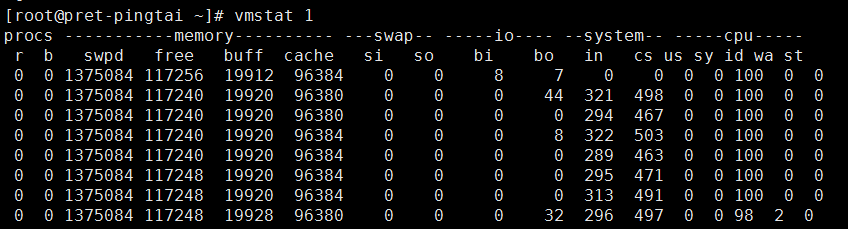 [root@pret-pingtai ~]# vmstat 1
procs -----------memory---------- ---swap-- -----io---- --system-- -----cpu-----
 r  b   swpd   free   buff  cache   si   so    bi    bo   in   cs us sy id wa st
 0  0 1375084 117256  19912  96384    0    0     8     7    0    0  0  0 100  0  0
 0  0 1375084 117240  19920  96380    0    0     0    44  321  498  0  0 100  0  0
 0  0 1375084 117240  19920  96384    0    0     0     0  294  467  0  0 100  0  0
 0  0 1375084 117240  19920  96384    0    0     0     8  322  503  0  0 100  0  0
 0  0 1375084 117240  19920  96384    0    0     0     0  289  463  0  0 100  0  0
 0  0 1375084 117248  19920  96384    0    0     0     0  295  471  0  0 100  0  0
 0  0 1375084 117248  19920  96384    0    0     0     0  313  491  0  0 100  0  0
 0  0 1375084 117248  19928  96380    0    0     0    32  296  497  0  0 98  2  0